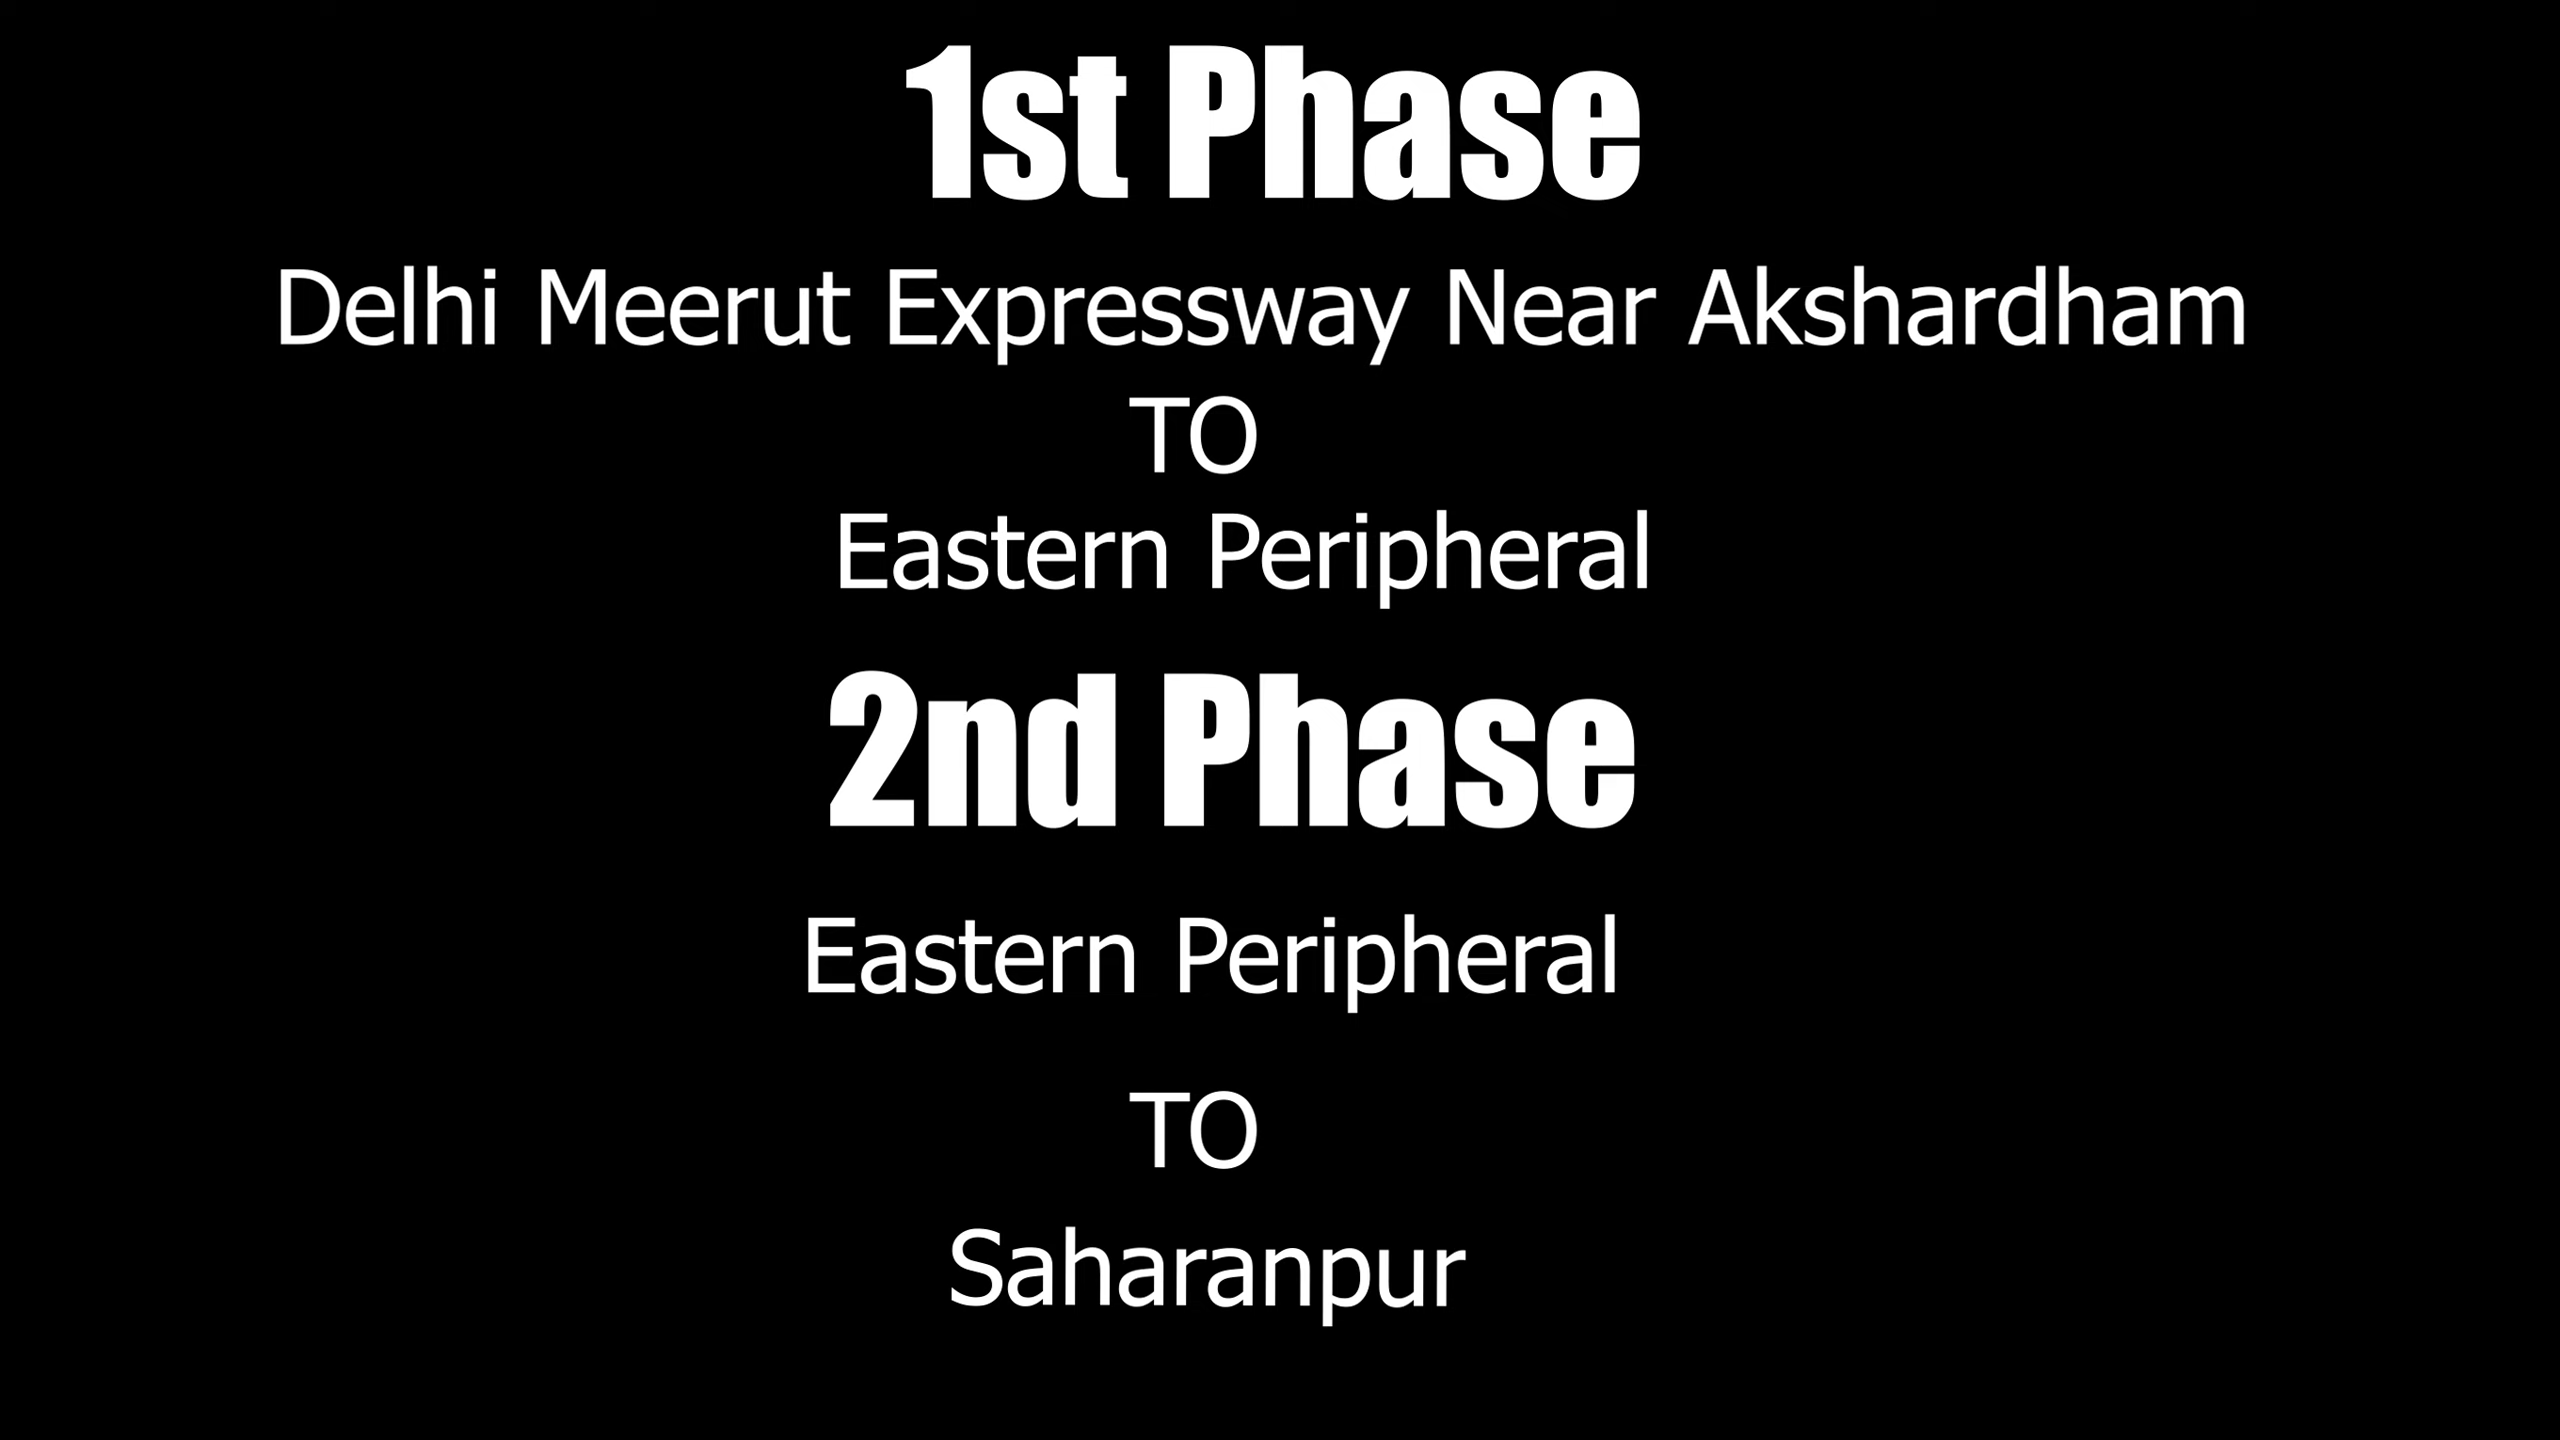 1st Phase
Delhi Meerut Expressway Near Akshardham
TO
Eastern Peripheral
2nd Phase
Eastern Peripheral
TO
Saharanpur